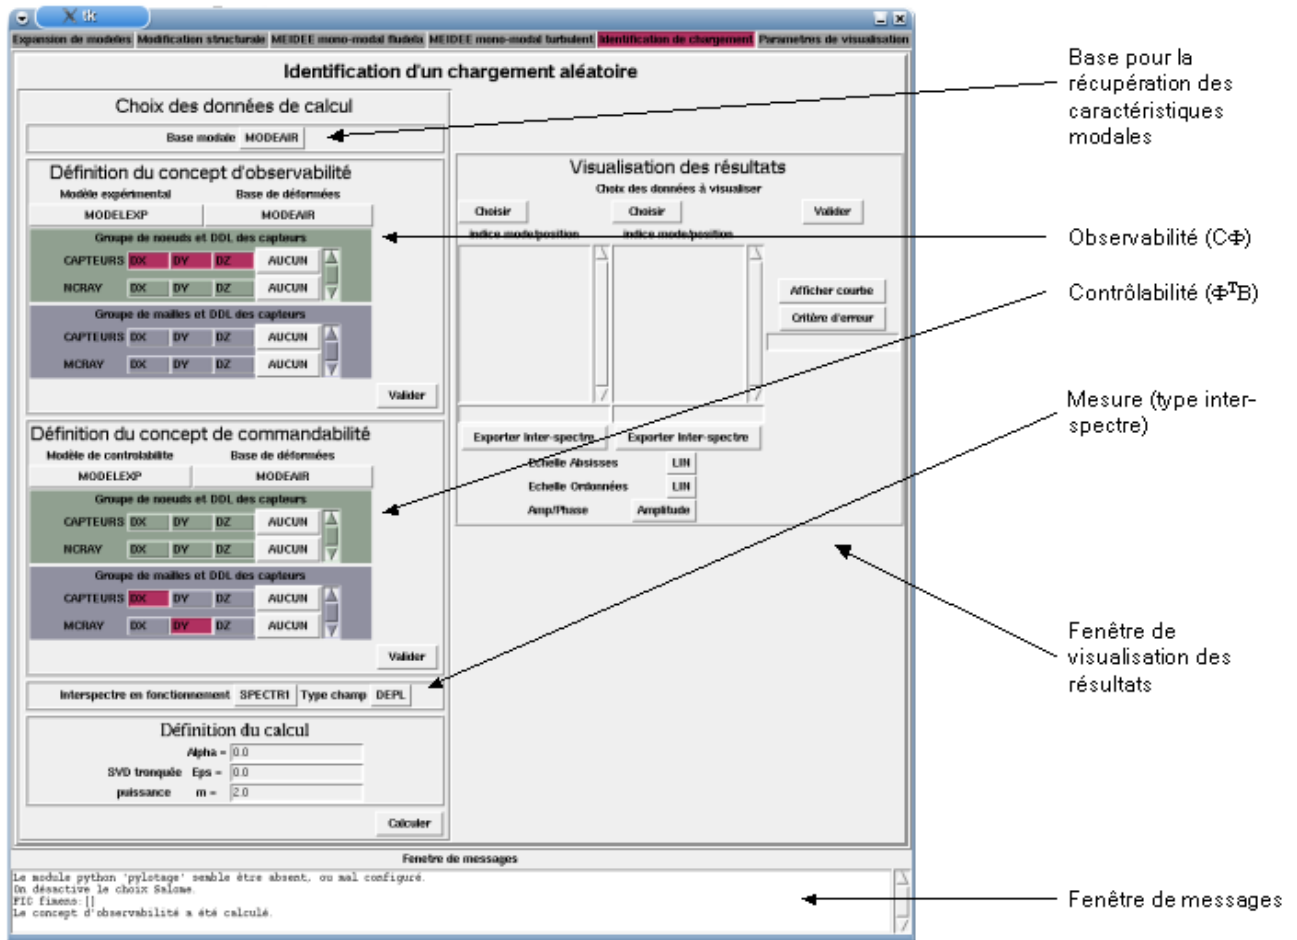 tk
Expansion de modeles Modification structurale MEIDEE mono-modal fludela MEIDEE mono-modal turbulent Identification de chargement Parametres de visualisation
Identification d'un chargement aléatoire
Choix des données de calcul
Base modale MODEAIR
Définition du concept d'observabilité
Modèle expérimental Base de déformées
MODELEXP MODEAIR
Groupe de noeuds et DDL des capteurs
CAPTEURS DX DY DZ AUCUN
NCRAY DX DY DZ AUCUN
Groupe de mailles et DDL des capteurs
CAPTEURS DX DY DZ AUCUN
MCRAY DX DY DZ AUCUN
Valider
Définition du concept de commandabilité
Modèle de controlabilite Base de déformées
MODELEXP MODEAIR
Groupe de noeuds et DDL des capteurs
CAPTEURS DX DY DZ AUCUN
NCRAY DX DY DZ AUCUN
Groupe de mailles et DDL des capteurs
CAPTEURS DX DY DZ AUCUN
MCRAY DX DY DZ AUCUN
Valider
Interspectre en fonctionnement SPECTR1 Type champ DEPL
Définition du calcul
Alpha = 0.0
SVD tronquée Eps = 0.0
puissance m = 2.0
Calculer
Visualisation des résultats
Choix des données à visualiser
Choisir Choisir Valider
indice mode/position indice mode/position
Afficher courbe
Critère d'erreur
Exporter Inter-spectre Exporter Inter-spectre
Echelle Absisses LIN
Echelle Ordonnées LIN
Amp/Phase Amplitude
Fenetre de messages
Le module python 'pylotage' semble être absent, ou mal configuré.
On désactive le choix Salome.
FIC fimens:[]
Le concept d'observabilité a été calculé.
Base pour la
récupération des
caractéristiques
modales
Observabilité (CΦ)
Contrôlabilité (ΦᵀB)
Mesure (type inter-
spectre)
Fenêtre de
visualisation des
résultats
Fenêtre de messages